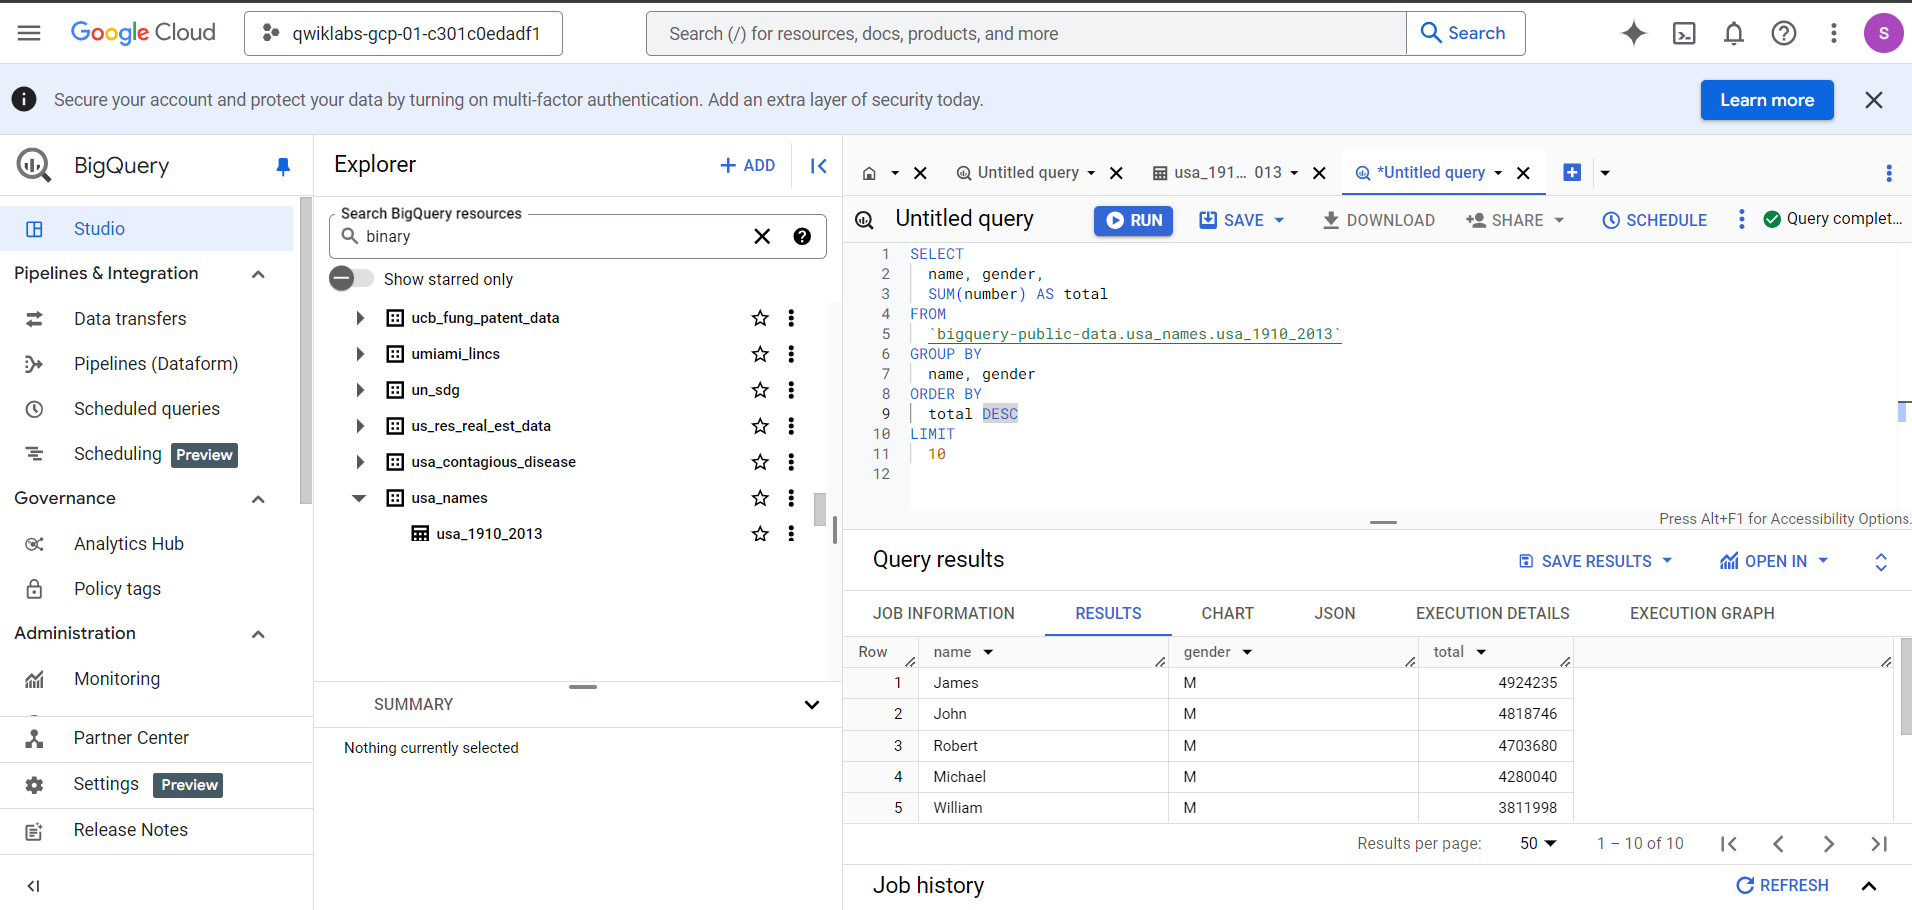 Google Cloud
qwiklabs-gcp-01-c301c0edadf1
Search (/) for resources, docs, products, and more
Search
S
Secure your account and protect your data by turning on multi-factor authentication. Add an extra layer of security today.
Learn more
BigQuery
Studio
Pipelines & Integration
Data transfers
Pipelines (Dataform)
Scheduled queries
Scheduling Preview
Governance
Analytics Hub
Policy tags
Administration
Monitoring
Partner Center
Settings Preview
Release Notes
Explorer
+ ADD
Search BigQuery resources
binary
Show starred only
ucb_fung_patent_data
umiami_lincs
un_sdg
us_res_real_est_data
usa_contagious_disease
usa_names
usa_1910_2013
SUMMARY
Nothing currently selected
Untitled query
usa_191... 013
*Untitled query
Untitled query
RUN
SAVE
DOWNLOAD
SHARE
SCHEDULE
Query complet...
1 SELECT
2 name, gender,
3 SUM(number) AS total
4 FROM
5 `bigquery-public-data.usa_names.usa_1910_2013`
6 GROUP BY
7 name, gender
8 ORDER BY
9 total DESC
10 LIMIT
11 10
12
Press Alt+F1 for Accessibility Options.
Query results
SAVE RESULTS
OPEN IN
JOB INFORMATION RESULTS CHART JSON EXECUTION DETAILS EXECUTION GRAPH
Row name gender total
1 James M 4924235
2 John M 4818746
3 Robert M 4703680
4 Michael M 4280040
5 William M 3811998
Results per page: 50 1 – 10 of 10
Job history
REFRESH